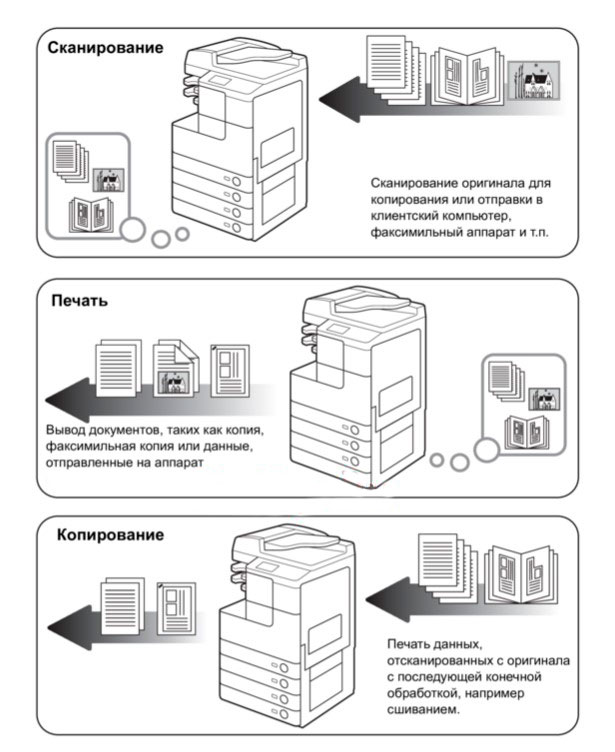 Сканирование
Сканирование оригинала для
копирования или отправки в
клиентский компьютер,
факсимильный аппарат и т.п.
Печать
Вывод документов, таких как копия,
факсимильная копия или данные,
отправленные на аппарат
Копирование
Печать данных,
отсканированных с оригинала
с последующей конечной
обработкой, например
сшиванием.